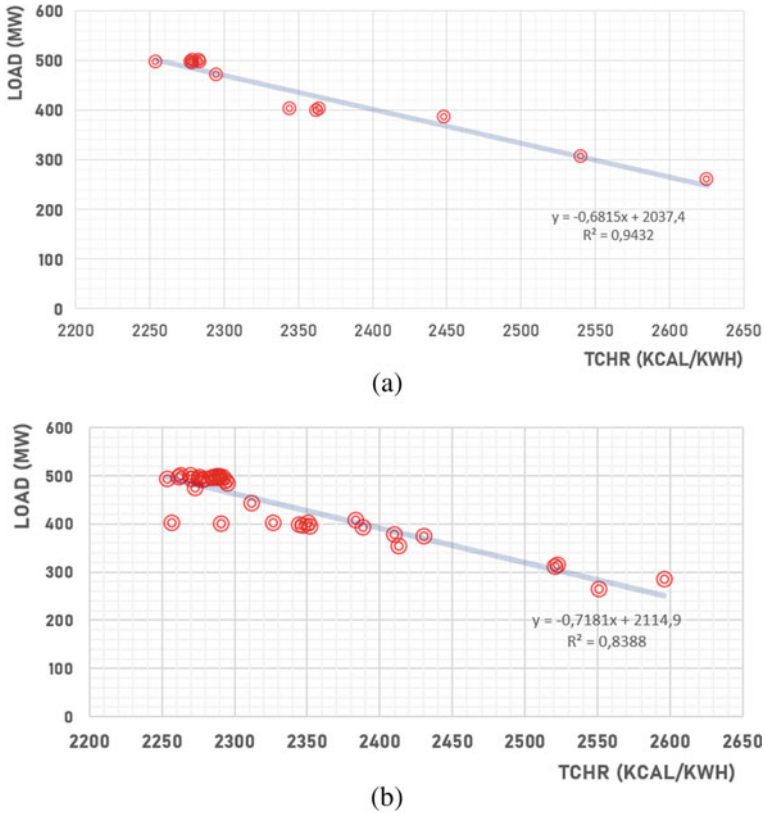 600
500
400
300
200
100
0
LOAD (MW)
y = -0,6815x + 2037,4
R² = 0,9432
2200 2250 2300 2350 2400 2450 2500 2550 2600 2650
TCHR (KCAL/KWH)
(a)
600
500
400
300
200
100
0
LOAD (MW)
y = -0,7181x + 2114,9
R² = 0,8388
2200 2250 2300 2350 2400 2450 2500 2550 2600 2650
TCHR (KCAL/KWH)
(b)